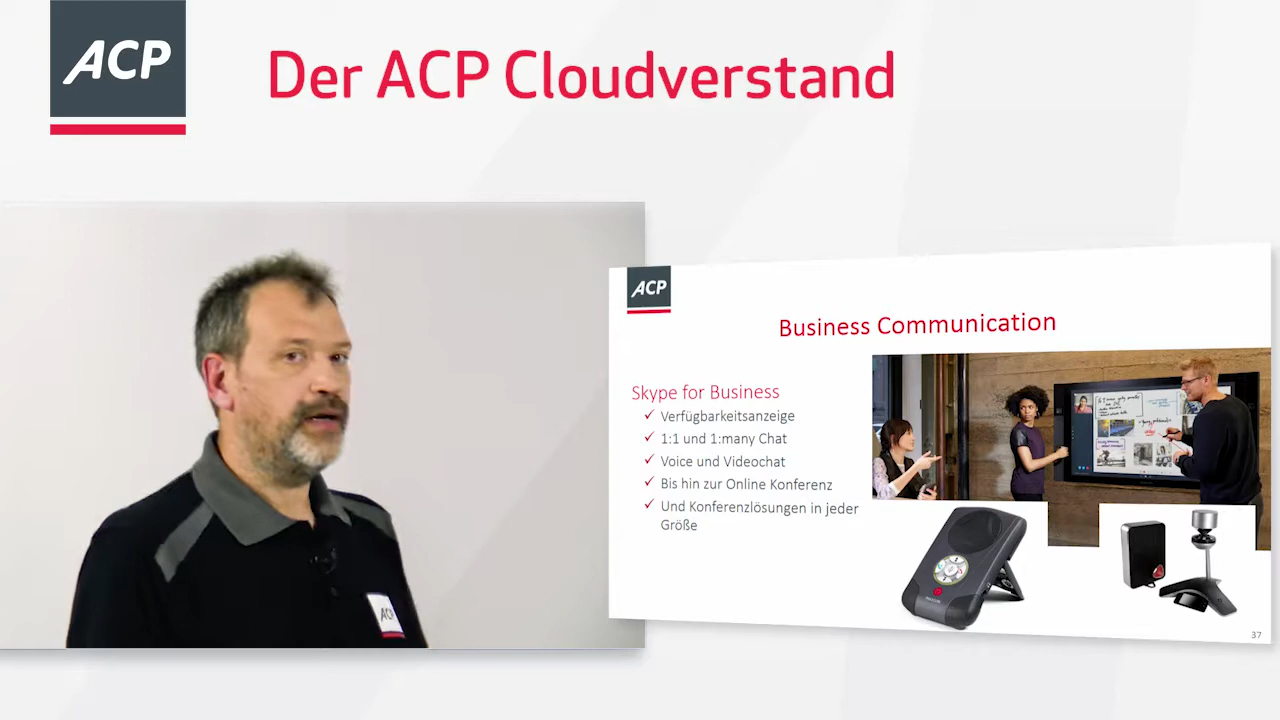 ACP
Der ACP Cloudverstand
ACP
Business Communication
Skype for Business
✓ Verfügbarkeitsanzeige
✓ 1:1 und 1:many Chat
✓ Voice und Videochat
✓ Bis hin zur Online Konferenz
✓ Und Konferenzlösungen in jeder
Größe
37
ACP